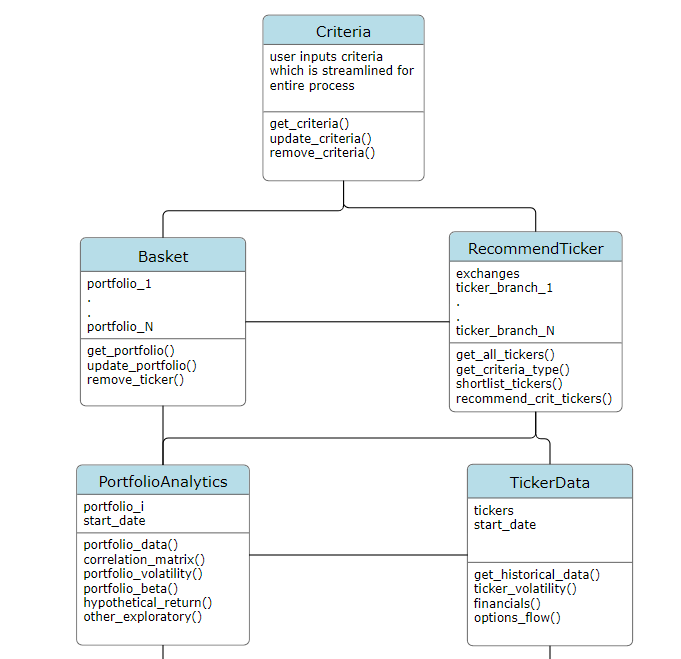 Criteria
user inputs criteria
which is streamlined for
entire process
get_criteria()
update_criteria()
remove_criteria()
Basket
portfolio_1
.
.
portfolio_N
get_portfolio()
update_portfolio()
remove_ticker()
RecommendTicker
exchanges
ticker_branch_1
.
.
ticker_branch_N
get_all_tickers()
get_criteria_type()
shortlist_tickers()
recommend_crit_tickers()
PortfolioAnalytics
portfolio_i
start_date
portfolio_data()
correlation_matrix()
portfolio_volatility()
portfolio_beta()
hypothetical_return()
other_exploratory()
TickerData
tickers
start_date
get_historical_data()
ticker_volatility()
financials()
options_flow()